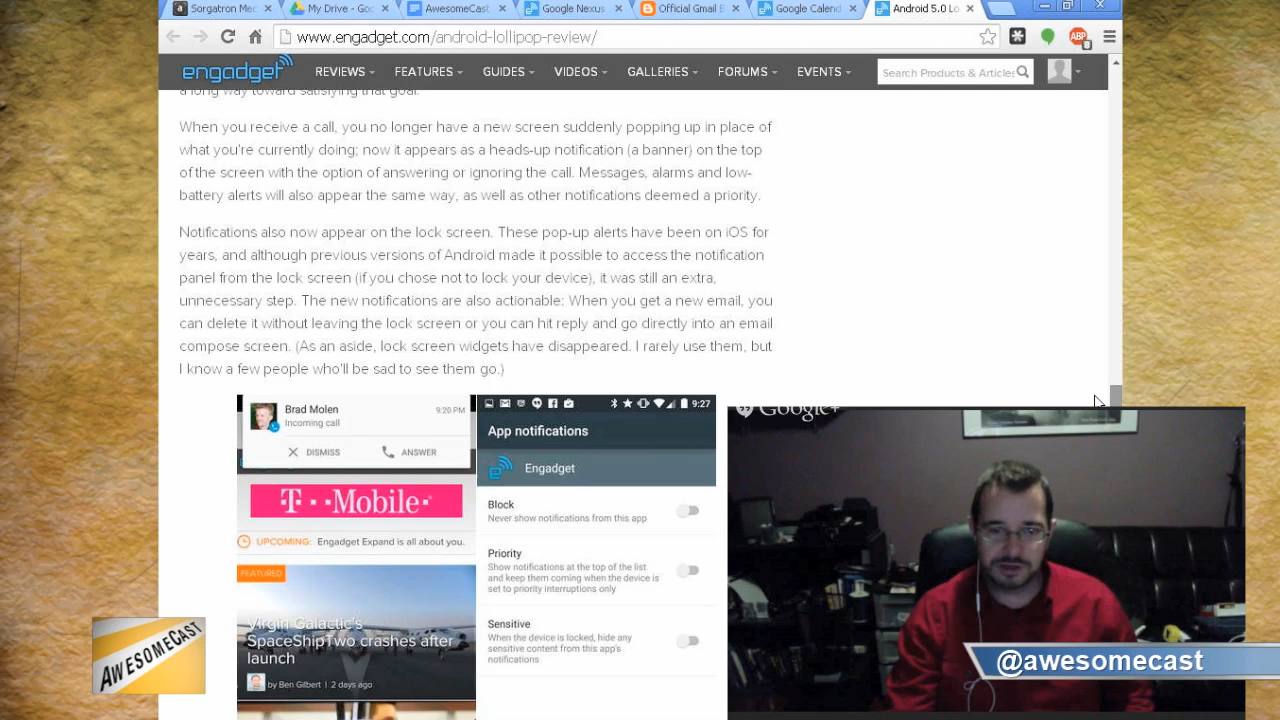 Sorgatron Med
My Drive - Goo
AwesomeCast
Google Nexus
Official Gmail B
Google Calend
Android 5.0 Lo
www.engadget.com/android-lollipop-review/
ABP
8
engadget
REVIEWS
FEATURES
GUIDES
VIDEOS
GALLERIES
FORUMS
EVENTS
Search Products & Articles
a long way toward satisfying that goal.
When you receive a call, you no longer have a new screen suddenly popping up in place of
what you're currently doing; now it appears as a heads-up notification (a banner) on the top
of the screen with the option of answering or ignoring the call. Messages, alarms and low-
battery alerts will also appear the same way, as well as other notifications deemed a priority.
Notifications also now appear on the lock screen. These pop-up alerts have been on iOS for
years, and although previous versions of Android made it possible to access the notification
panel from the lock screen (if you chose not to lock your device), it was still an extra,
unnecessary step. The new notifications are also actionable: When you get a new email, you
can delete it without leaving the lock screen or you can hit reply and go directly into an email
compose screen. (As an aside, lock screen widgets have disappeared. I rarely use them, but
I know a few people who'll be sad to see them go.)
Brad Molen
9:20 PM
Incoming call
DISMISS
ANSWER
T··Mobile·
UPCOMING: Engadget Expand is all about you.
FEATURED
Virgin Galactic's
SpaceShipTwo crashes after
launch
by Ben Gilbert | 2 days ago
9:27
App notifications
Engadget
Block
Never show notifications from this app
Priority
Show notifications at the top of the list
and keep them coming when the device is
set to priority interruptions only
Sensitive
When the device is locked, hide any
sensitive content from this app's
notifications
Google+
AWESOMECAST
@awesomecast